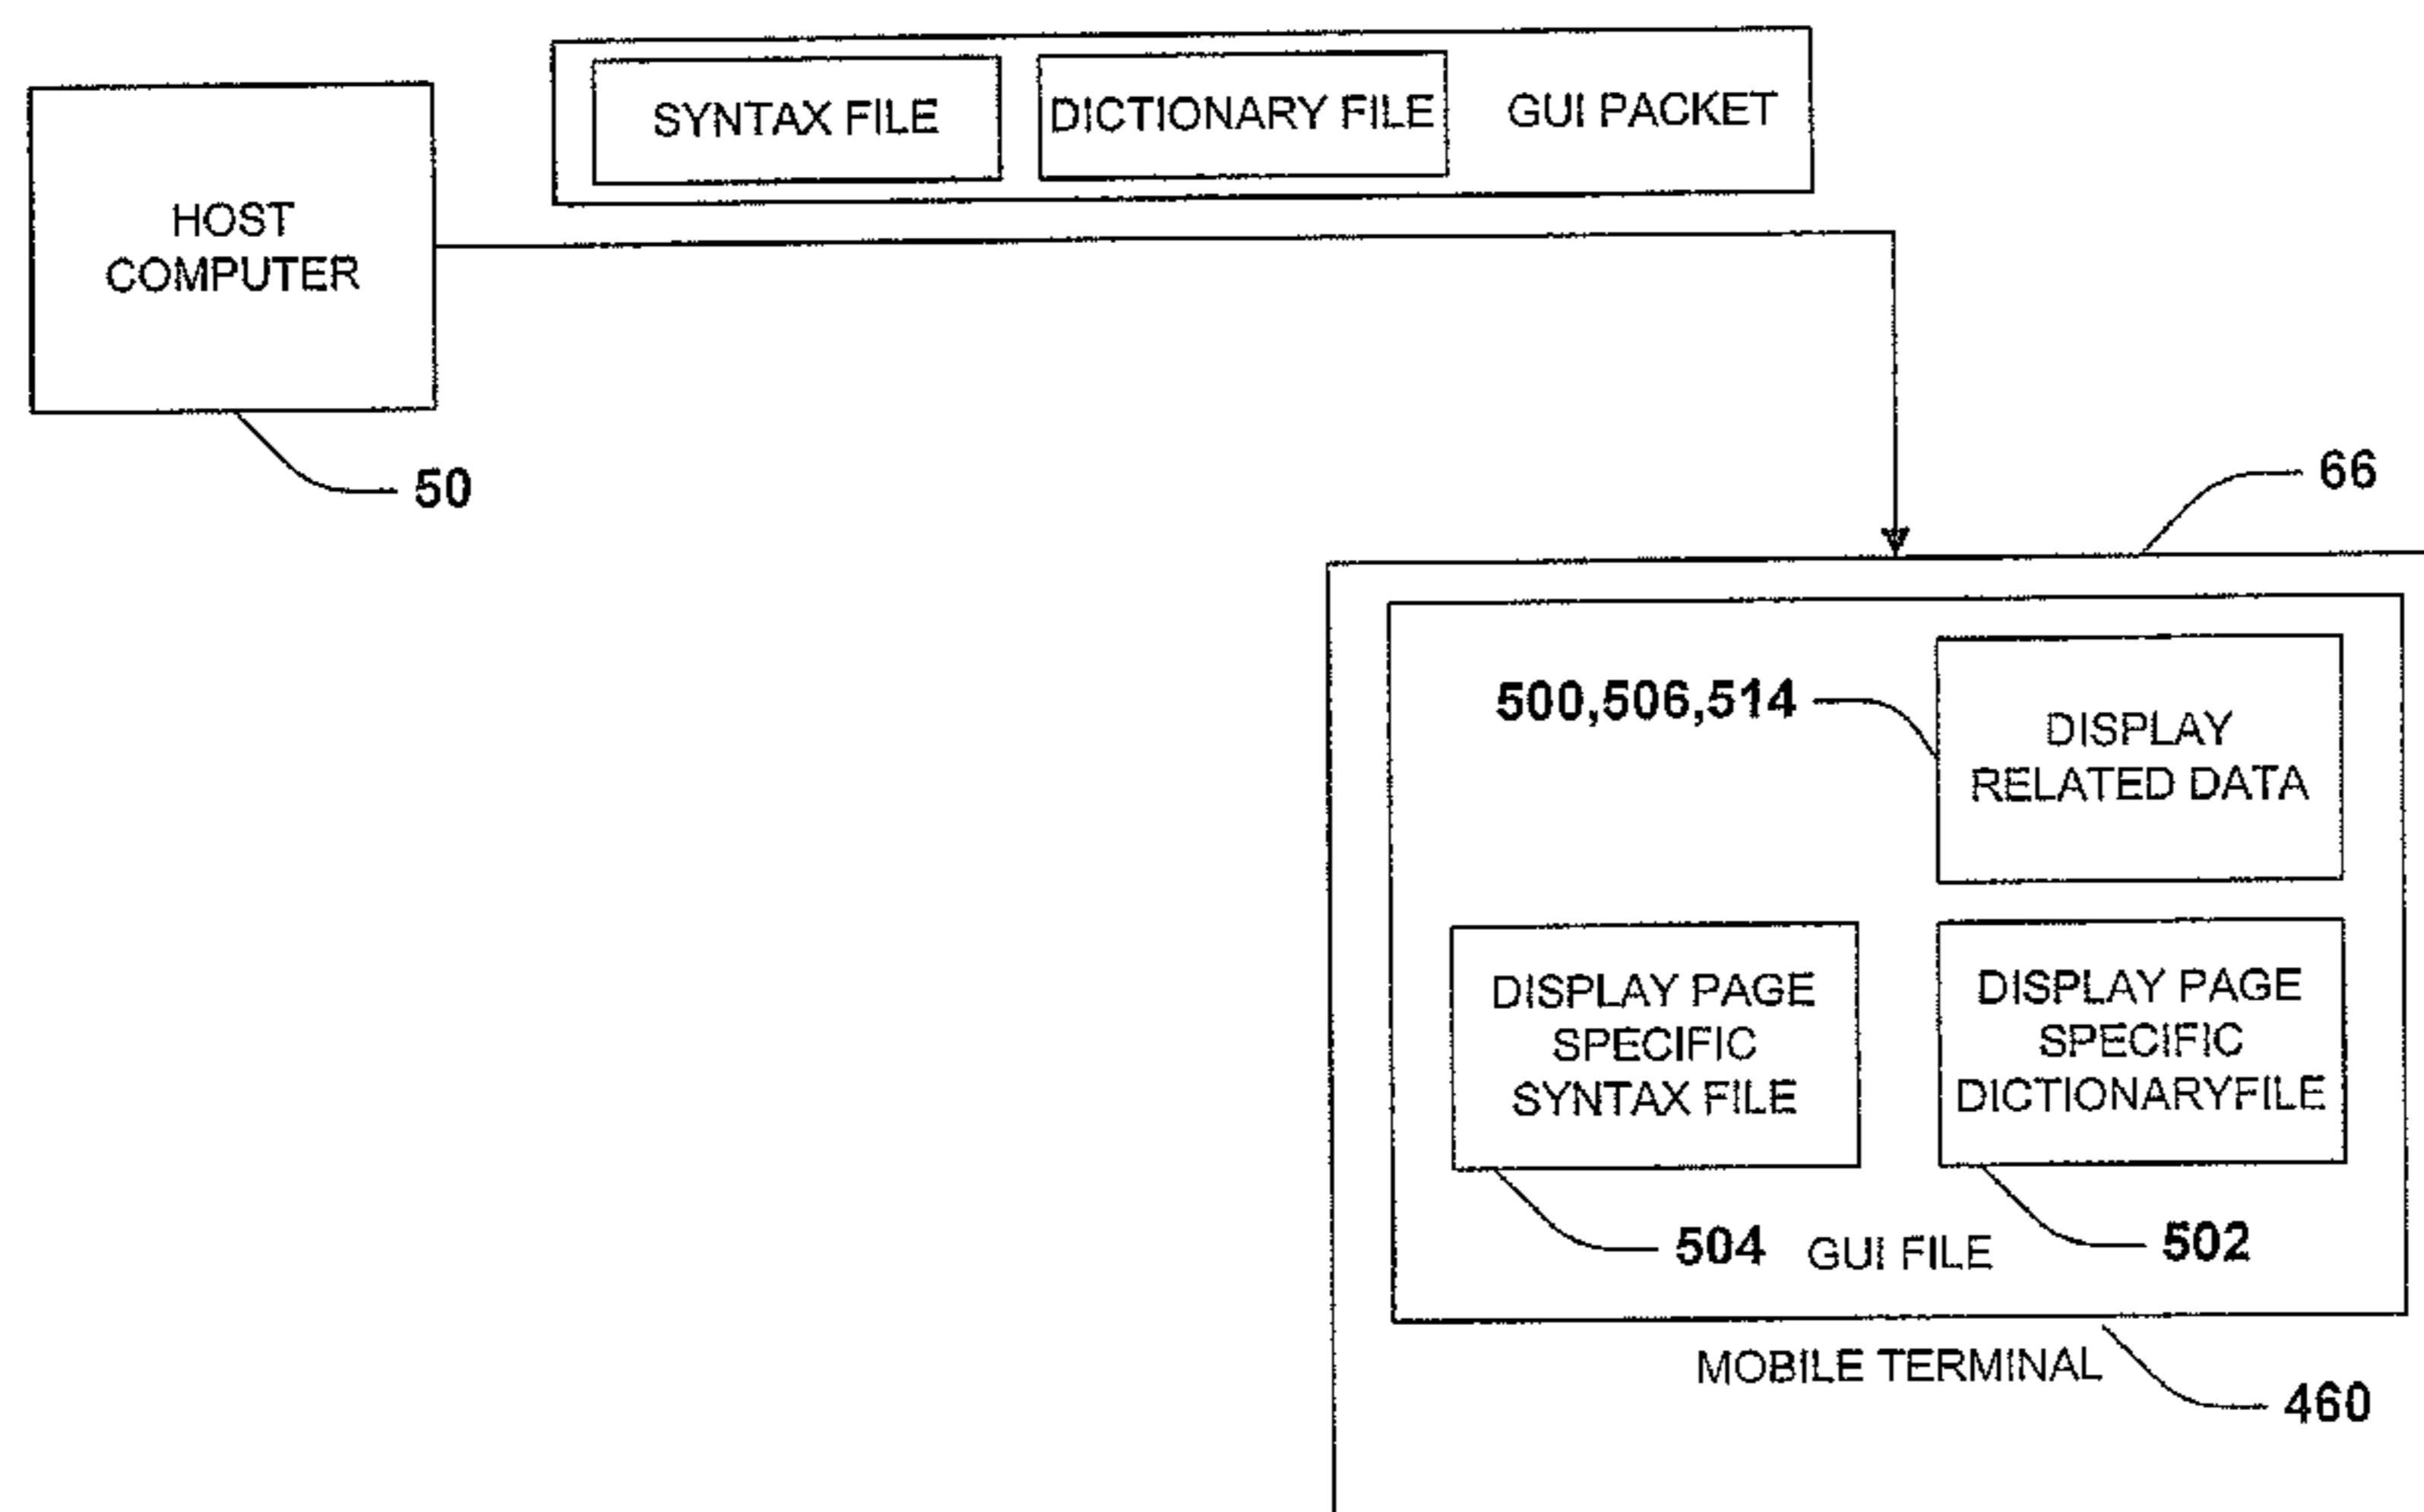 SYNTAX FILE
DICTIONARY FILE
GUI PACKET
HOST
COMPUTER
50
66
500,506,514
DISPLAY
RELATED DATA
DISPLAY PAGE
SPECIFIC
SYNTAX FILE
DISPLAY PAGE
SPECIFIC
DICTIONARYFILE
504
GUI FILE
502
MOBILE TERMINAL
460